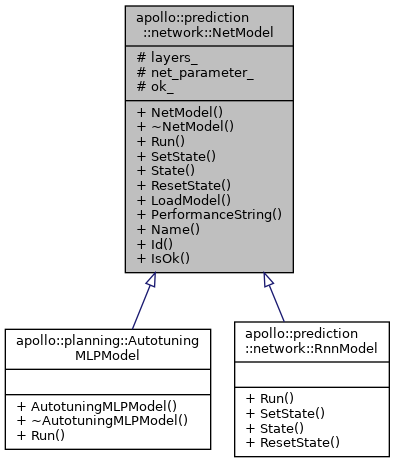 apollo::prediction
::network::NetModel
# layers_
# net_parameter_
# ok_
+ NetModel()
+ ~NetModel()
+ Run()
+ SetState()
+ State()
+ ResetState()
+ LoadModel()
+ PerformanceString()
+ Name()
+ Id()
+ IsOk()
apollo::planning::Autotuning
MLPModel
+ AutotuningMLPModel()
+ ~AutotuningMLPModel()
+ Run()
apollo::prediction
::network::RnnModel
+ Run()
+ SetState()
+ State()
+ ResetState()